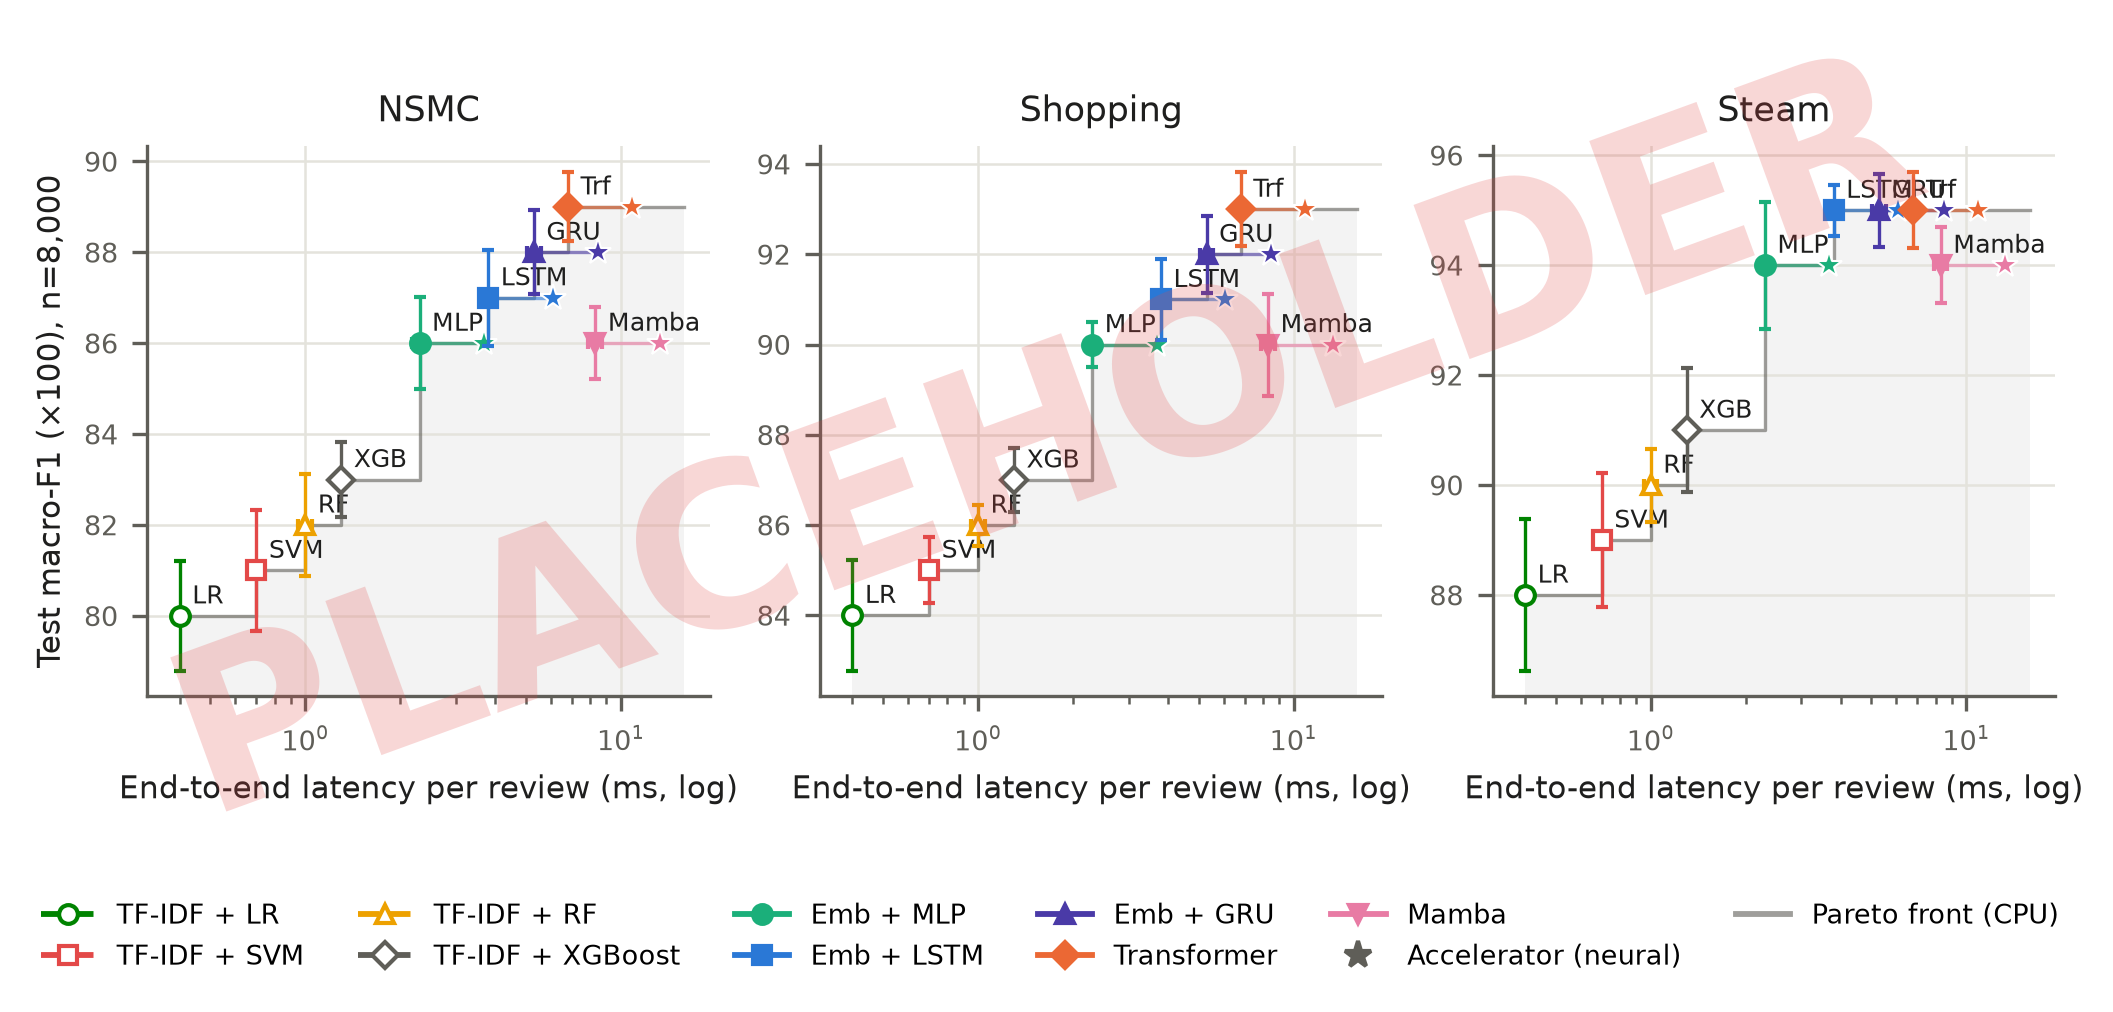 NSMC
Shopping
Steam
PLACEHOLDER
Test macro-F1 (×100), n=8,000
90
88
86
84
82
80
LR
SVM
RF
XGB
MLP
LSTM
GRU
Trf
Mamba
10⁰
10¹
End-to-end latency per review (ms, log)
94
92
90
88
86
84
LR
SVM
RF
XGB
MLP
LSTM
GRU
Trf
Mamba
10⁰
10¹
End-to-end latency per review (ms, log)
96
94
92
90
88
LR
SVM
RF
XGB
MLP
LSTM
GRU
Trf
Mamba
10⁰
10¹
End-to-end latency per review (ms, log)
TF-IDF + LR
TF-IDF + SVM
TF-IDF + RF
TF-IDF + XGBoost
Emb + MLP
Emb + LSTM
Emb + GRU
Transformer
Mamba
Accelerator (neural)
Pareto front (CPU)